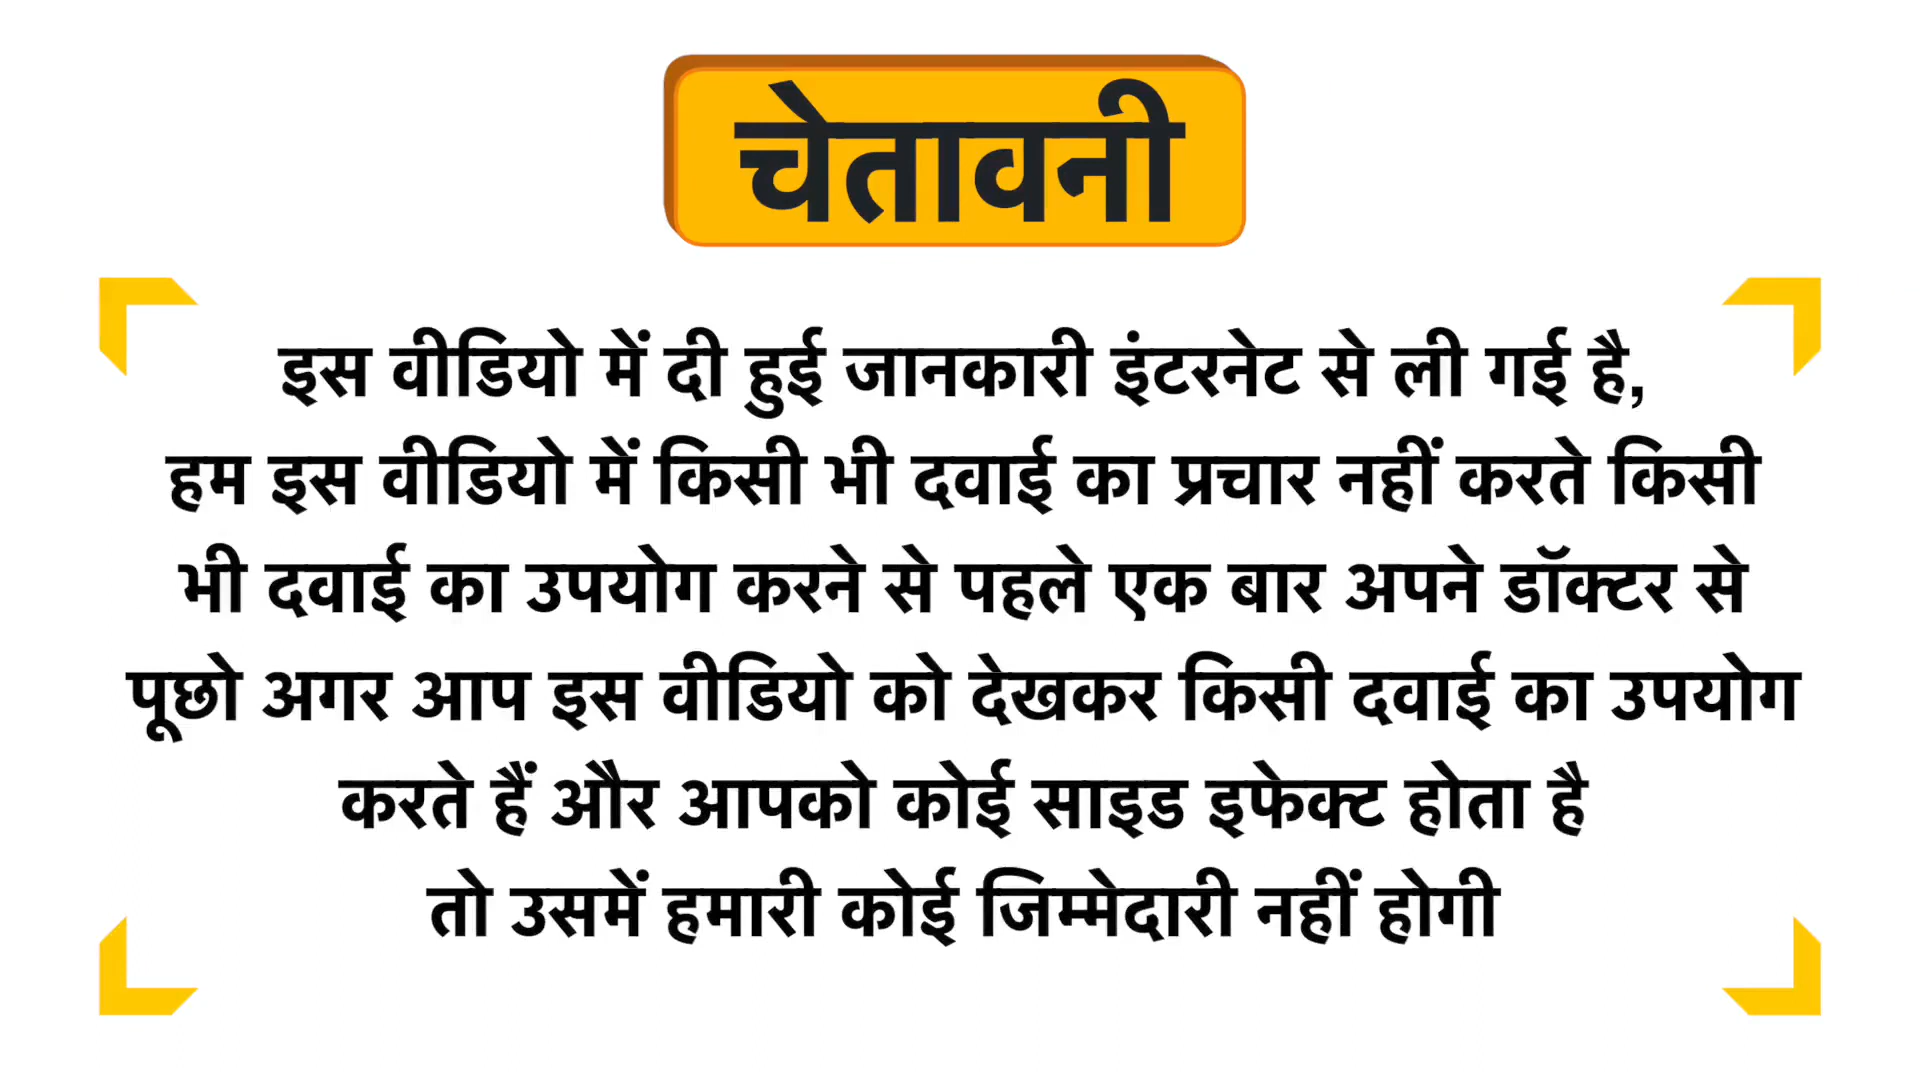 चेतावनी
इस वीडियो में दी हुई जानकारी इंटरनेट से ली गई है,
हम इस वीडियो में किसी भी दवाई का प्रचार नहीं करते किसी
भी दवाई का उपयोग करने से पहले एक बार अपने डॉक्टर से
पूछो अगर आप इस वीडियो को देखकर किसी दवाई का उपयोग
करते हैं और आपको कोई साइड इफेक्ट होता है
तो उसमें हमारी कोई जिम्मेदारी नहीं होगी